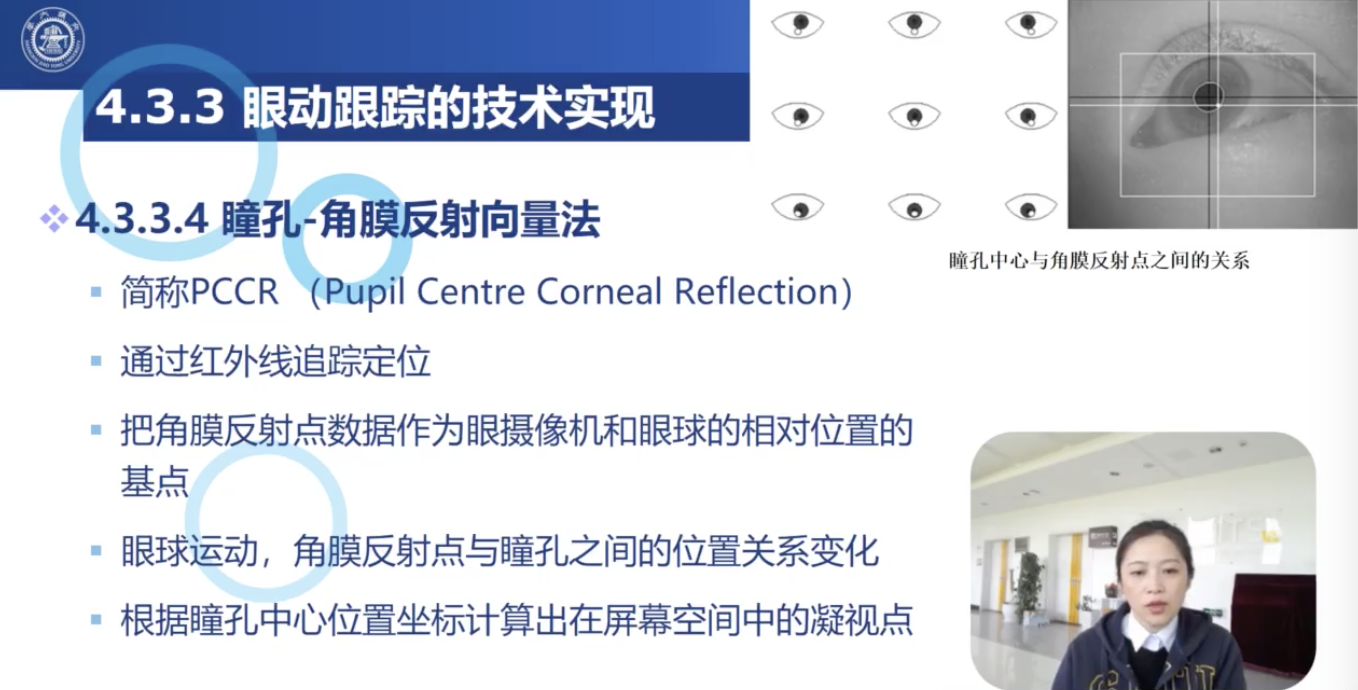 4.3.3 眼动跟踪的技术实现
4.3.3.4 瞳孔-角膜反射向量法
简称PCCR （Pupil Centre Corneal Reflection）
通过红外线追踪定位
把角膜反射点数据作为眼摄像机和眼球的相对位置的
基点
眼球运动，角膜反射点与瞳孔之间的位置关系变化
根据瞳孔中心位置坐标计算出在屏幕空间中的凝视点
瞳孔中心与角膜反射点之间的关系